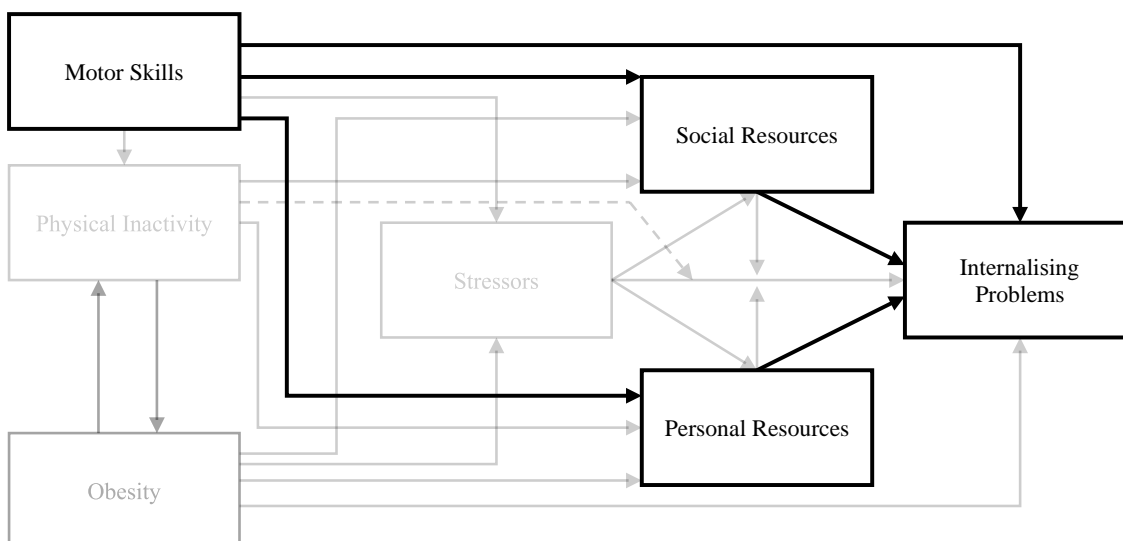 Motor Skills
Social Resources
Physical Inactivity
Stressors
Internalising
Problems
Personal Resources
Obesity